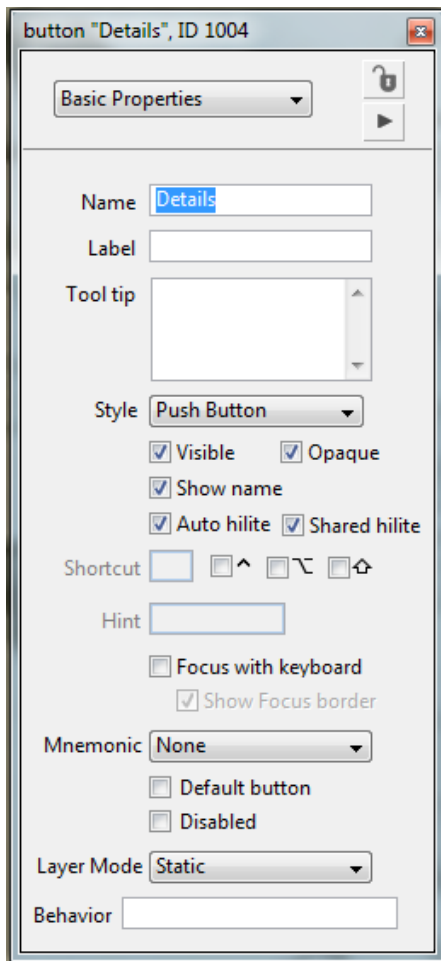 button "Details", ID 1004
Basic Properties
Name Details
Label
Tool tip
Style Push Button
Visible Opaque
Show name
Auto hilite Shared hilite
Shortcut ^ ⌥ ⇧
Hint
Focus with keyboard
Show Focus border
Mnemonic None
Default button
Disabled
Layer Mode Static
Behavior